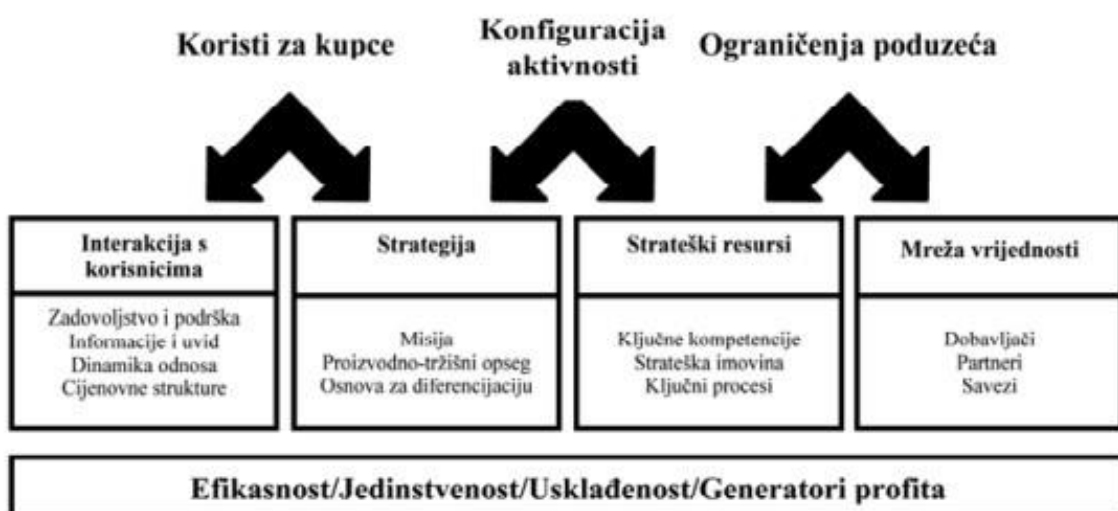 Koristi za kupce
Konfiguracija
aktivnosti
Ograničenja poduzeća
Interakcija s
korisnicima
Zadovoljstvo i podrška
Informacije i uvid
Dinamika odnosa
Cijenovne strukture
Strategija
Misija
Proizvodno-tržišni opseg
Osnova za diferencijaciju
Strateški resursi
Ključne kompetencije
Strateška imovina
Ključni procesi
Mreža vrijednosti
Dobavljači
Partneri
Savezi
Efikasnost/Jedinstvenost/Usklađenost/Generatori profita